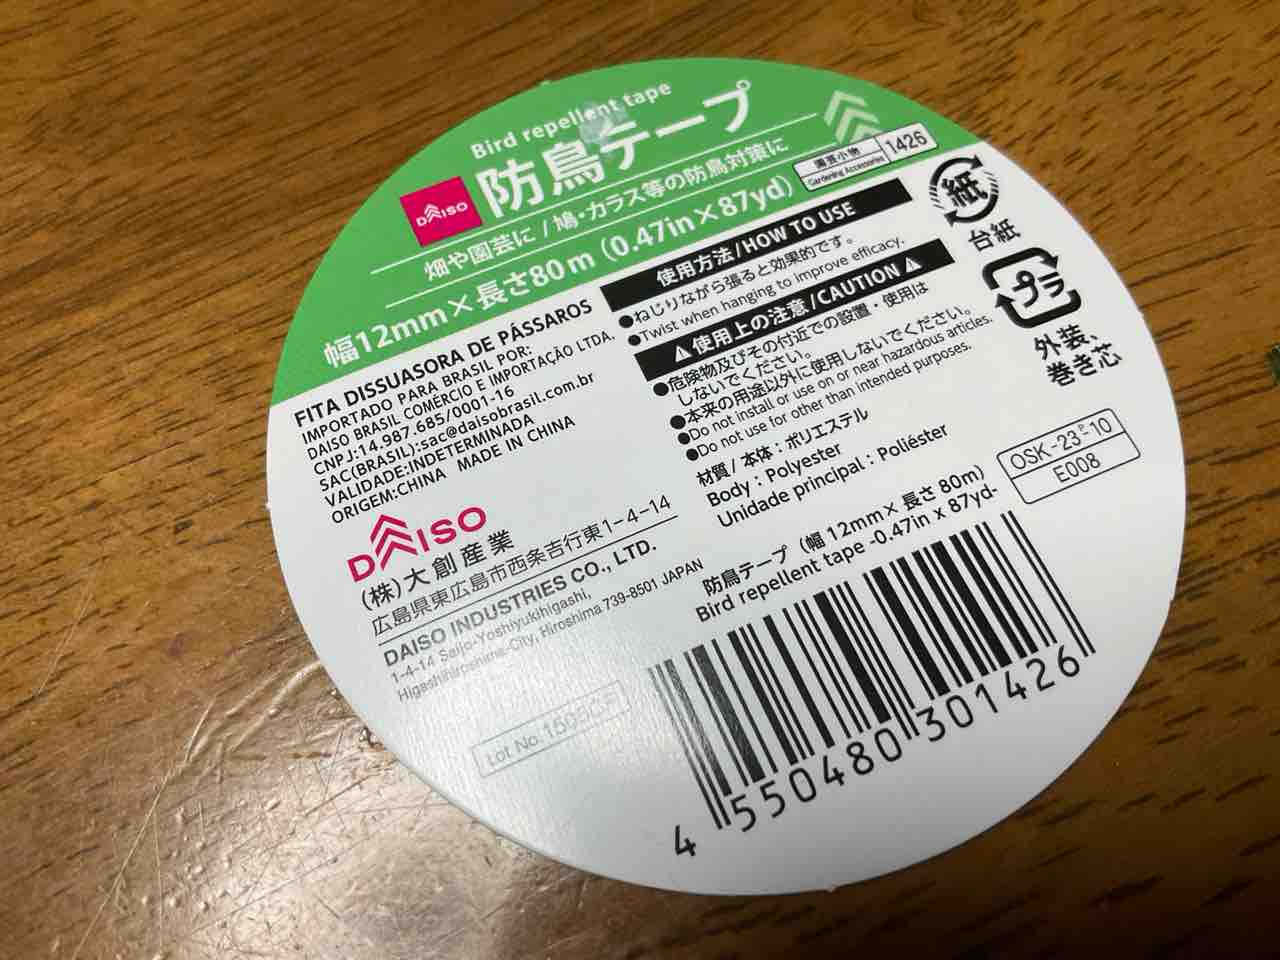 Bird repellent tape
DAISO
防鳥テープ
畑や園芸に / 鳩・カラス等の防鳥対策に
幅12mm×長さ80m(0.47in×87yd)
園芸小物
Gardening Accessories
1426
紙
台紙
プラ
外装、
巻き芯
使用方法/HOW TO USE
●ねじりながら張ると効果的です。
●Twist when hanging to improve efficacy.
⚠使用上の注意/CAUTION⚠
●危険物及びその付近での設置・使用は
しないでください。
●本来の用途以外に使用しないでください。
●Do not install or use on or near hazardous articles.
●Do not use for other than intended purposes.
材質/本体:ポリエステル
Body:Polyester
Unidade principal:Poliéster
OSK-23-10
E008
FITA DISSUASORA DE PÁSSAROS
IMPORTADO PARA BRASIL POR:
DAISO BRASIL COMÉRCIO E IMPORTAÇÃO LTDA.
CNPJ:14.987.685/0001-16
SAC(BRASIL):sac@daisobrasil.com.br
VALIDADE:INDETERMINADA
ORIGEM:CHINA MADE IN CHINA
DAISO
(株)大創産業
広島県東広島市西条吉行東1-4-14
DAISO INDUSTRIES CO., LTD.
1-4-14 Saijo-Yoshiyukihigashi,
Higashihiroshima-City, Hiroshima 739-8501 JAPAN
Lot No.
防鳥テープ(幅12mm×長さ80m)
Bird repellent tape -0.47in x 87yd-
4 550480 301426